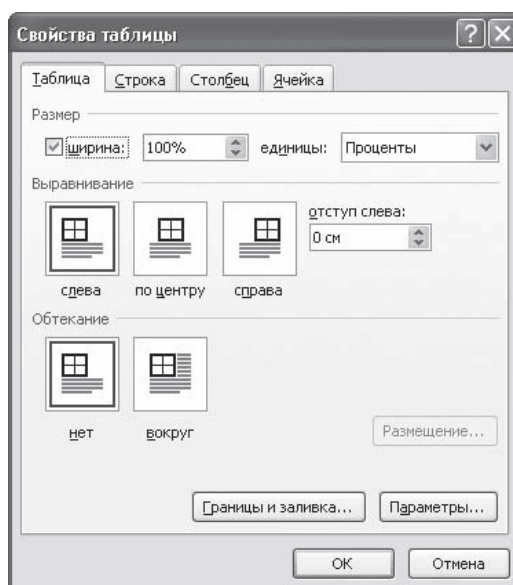 Свойства таблицы
Таблица Строка Столбец Ячейка
Размер
ширина: 100% единицы: Проценты
Выравнивание
отступ слева:
0 см
слева по центру справа
Обтекание
нет вокруг
Размещение...
Границы и заливка... Параметры...
ОК Отмена